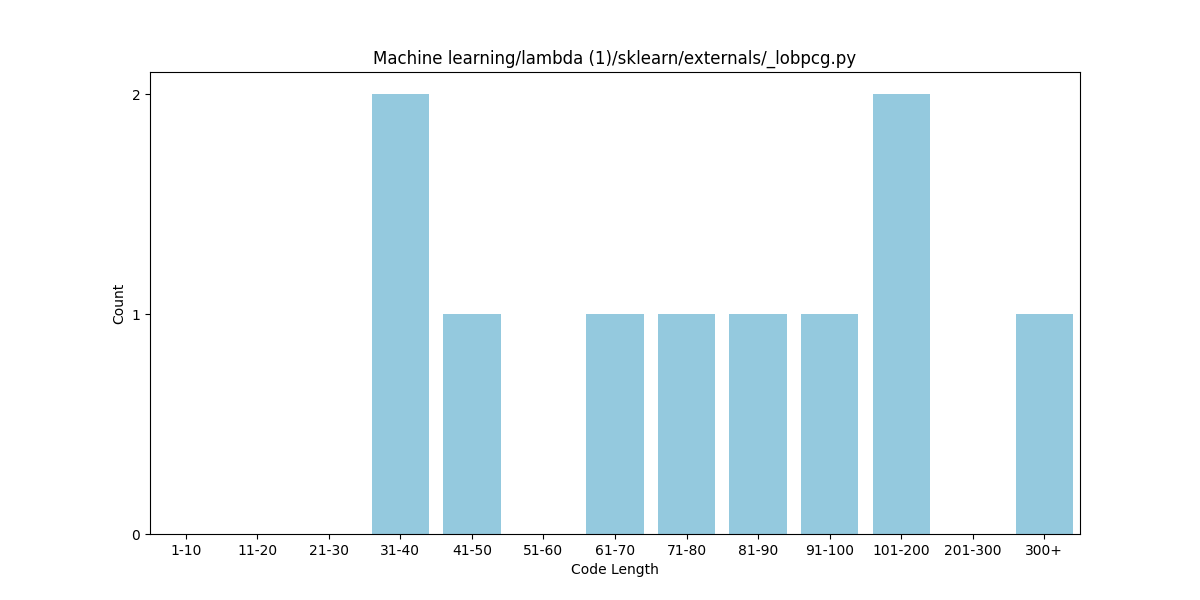 Machine learning/lambda (1)/sklearn/externals/_lobpcg.py
Count
2
1
0
1-10 11-20 21-30 31-40 41-50 51-60 61-70 71-80 81-90 91-100 101-200 201-300 300+
Code Length